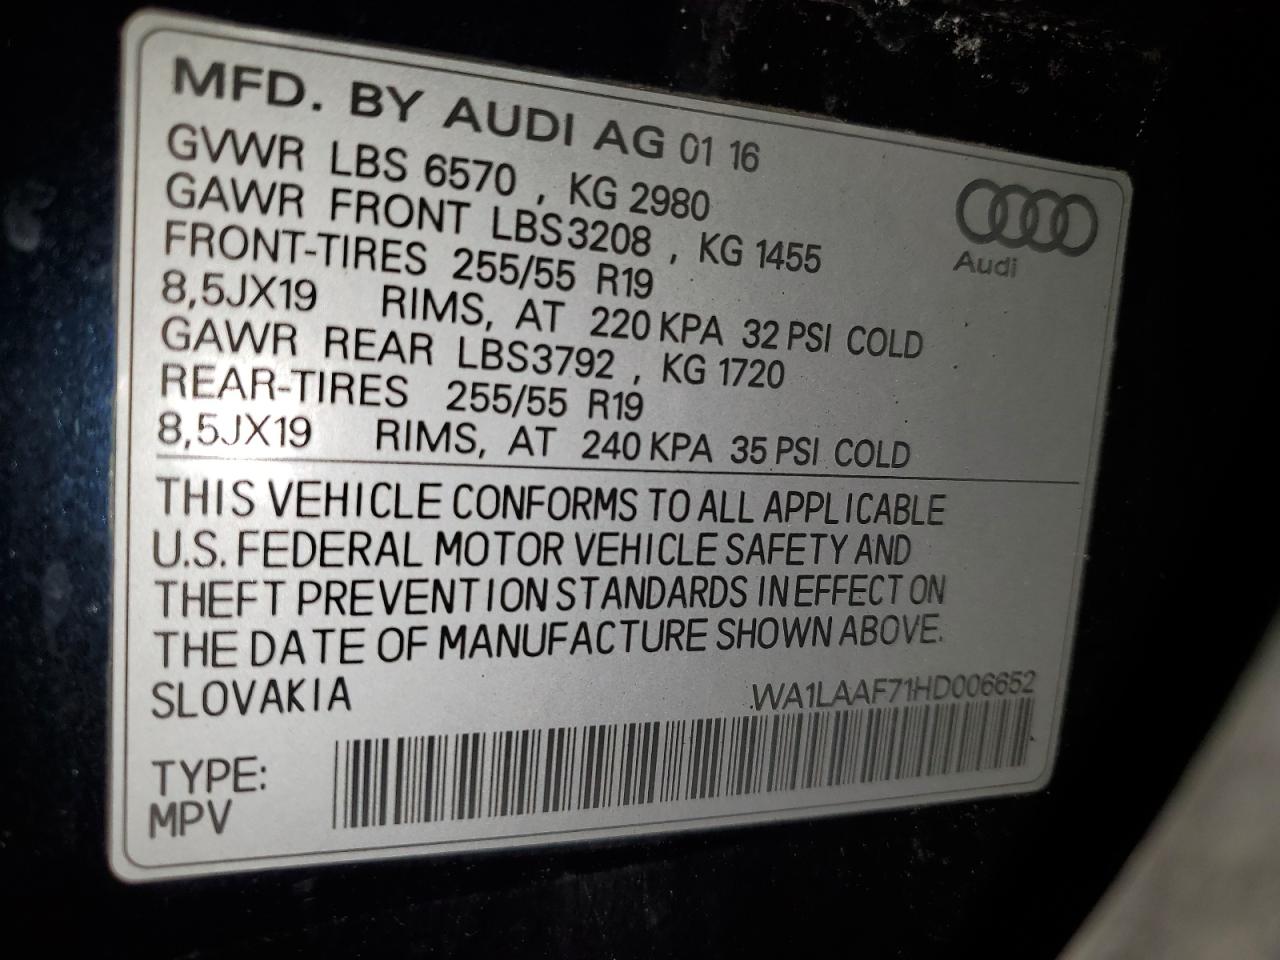 MFD. BY AUDI AG 01 16
GVWR LBS 6570 , KG 2980
GAWR FRONT LBS3208 , KG 1455
FRONT-TIRES 255/55 R19
8,5JX19 RIMS, AT 220 KPA 32 PSI COLD
GAWR REAR LBS3792 , KG 1720
REAR-TIRES 255/55 R19
8,5JX19 RIMS, AT 240 KPA 35 PSI COLD
Audi
THIS VEHICLE CONFORMS TO ALL APPLICABLE
U.S. FEDERAL MOTOR VEHICLE SAFETY AND
THEFT PREVENTION STANDARDS IN EFFECT ON
THE DATE OF MANUFACTURE SHOWN ABOVE.
SLOVAKIA WA1LAAF71HD006652
TYPE:
MPV